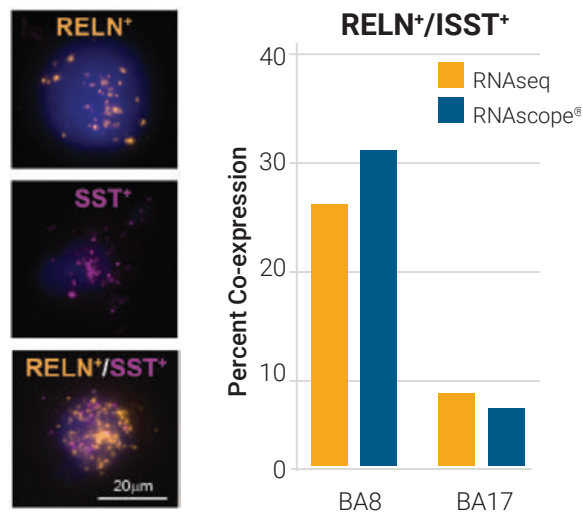 RELN⁺
SST⁺
RELN⁺/SST⁺
20μm
RELN⁺/ISST⁺
RNAseq
RNAscope®
Percent Co-expression
40
30
20
10
0
BA8
BA17